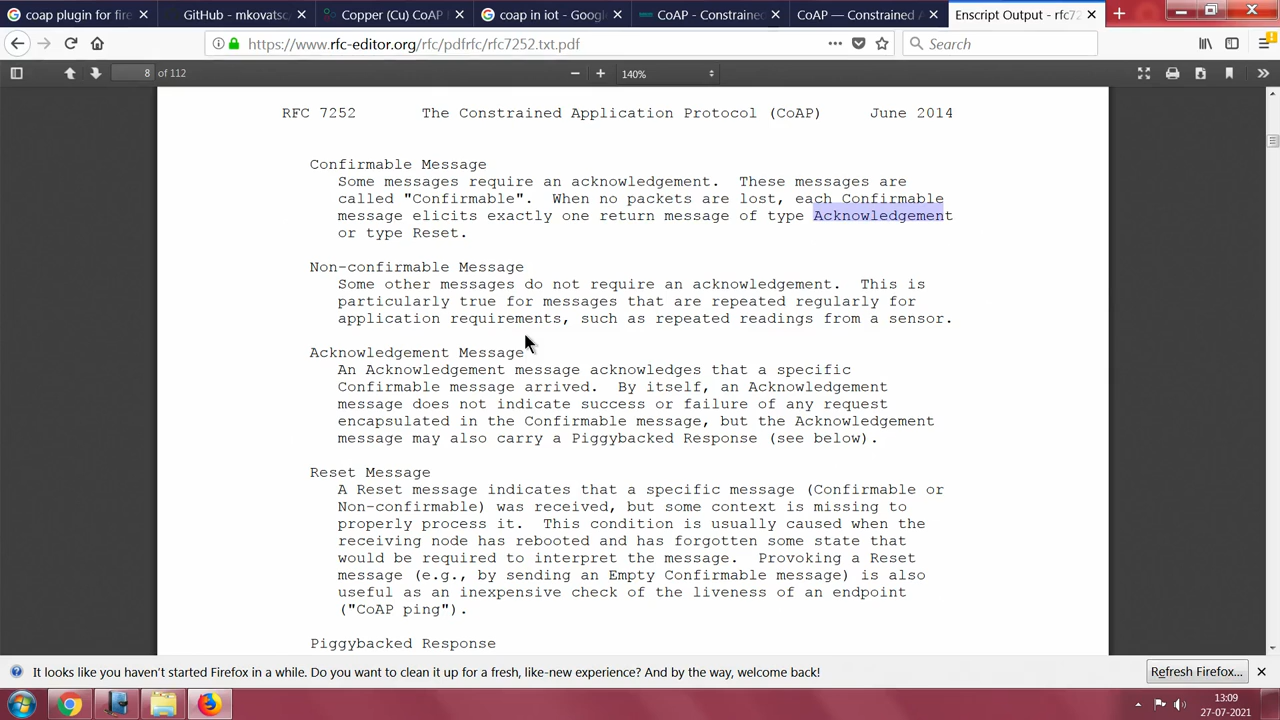 coap plugin for fire
GitHub - mkovatsc/
Copper (Cu) CoAP
coap in iot - Google
CoAP - Constrained
CoAP — Constrained A
Enscript Output - rfc72
https://www.rfc-editor.org/rfc/pdfrfc/rfc7252.txt.pdf
Search
8 of 112
140%
RFC 7252 The Constrained Application Protocol (CoAP) June 2014
Confirmable Message
Some messages require an acknowledgement. These messages are
called "Confirmable". When no packets are lost, each Confirmable
message elicits exactly one return message of type Acknowledgement
or type Reset.
Non-confirmable Message
Some other messages do not require an acknowledgement. This is
particularly true for messages that are repeated regularly for
application requirements, such as repeated readings from a sensor.
Acknowledgement Message
An Acknowledgement message acknowledges that a specific
Confirmable message arrived. By itself, an Acknowledgement
message does not indicate success or failure of any request
encapsulated in the Confirmable message, but the Acknowledgement
message may also carry a Piggybacked Response (see below).
Reset Message
A Reset message indicates that a specific message (Confirmable or
Non-confirmable) was received, but some context is missing to
properly process it. This condition is usually caused when the
receiving node has rebooted and has forgotten some state that
would be required to interpret the message. Provoking a Reset
message (e.g., by sending an Empty Confirmable message) is also
useful as an inexpensive check of the liveness of an endpoint
("CoAP ping").
Piggybacked Response
It looks like you haven't started Firefox in a while. Do you want to clean it up for a fresh, like-new experience? And by the way, welcome back!
Refresh Firefox...
13:09
27-07-2021